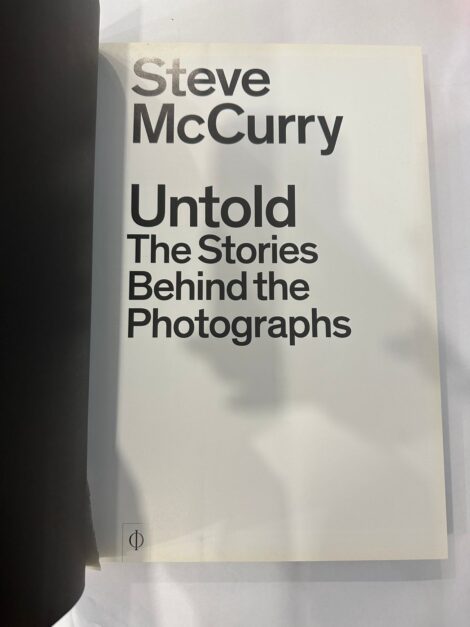 Steve
McCurry
Untold
The Stories
Behind the
Photographs
Φ